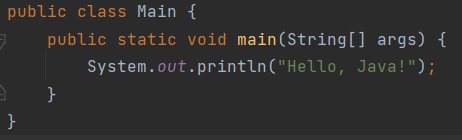 public class Main {
    public static void main(String[] args) {
        System.out.println("Hello, Java!");
    }
}